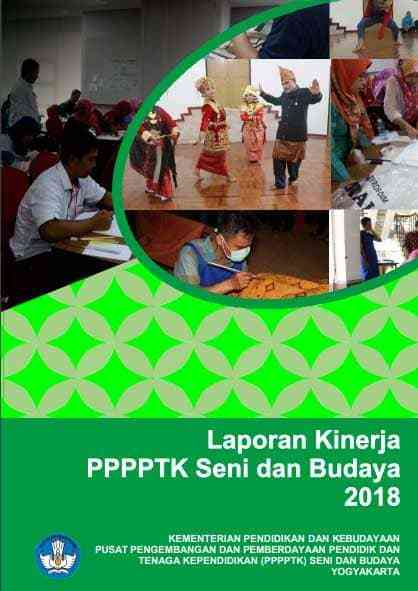 Laporan Kinerja
PPPPTK Seni dan Budaya
2018
KEMENTERIAN PENDIDIKAN DAN KEBUDAYAAN
PUSAT PENGEMBANGAN DAN PEMBERDAYAAN PENDIDIK DAN
TENAGA KEPENDIDIKAN (PPPPTK) SENI DAN BUDAYA
YOGYAKARTA